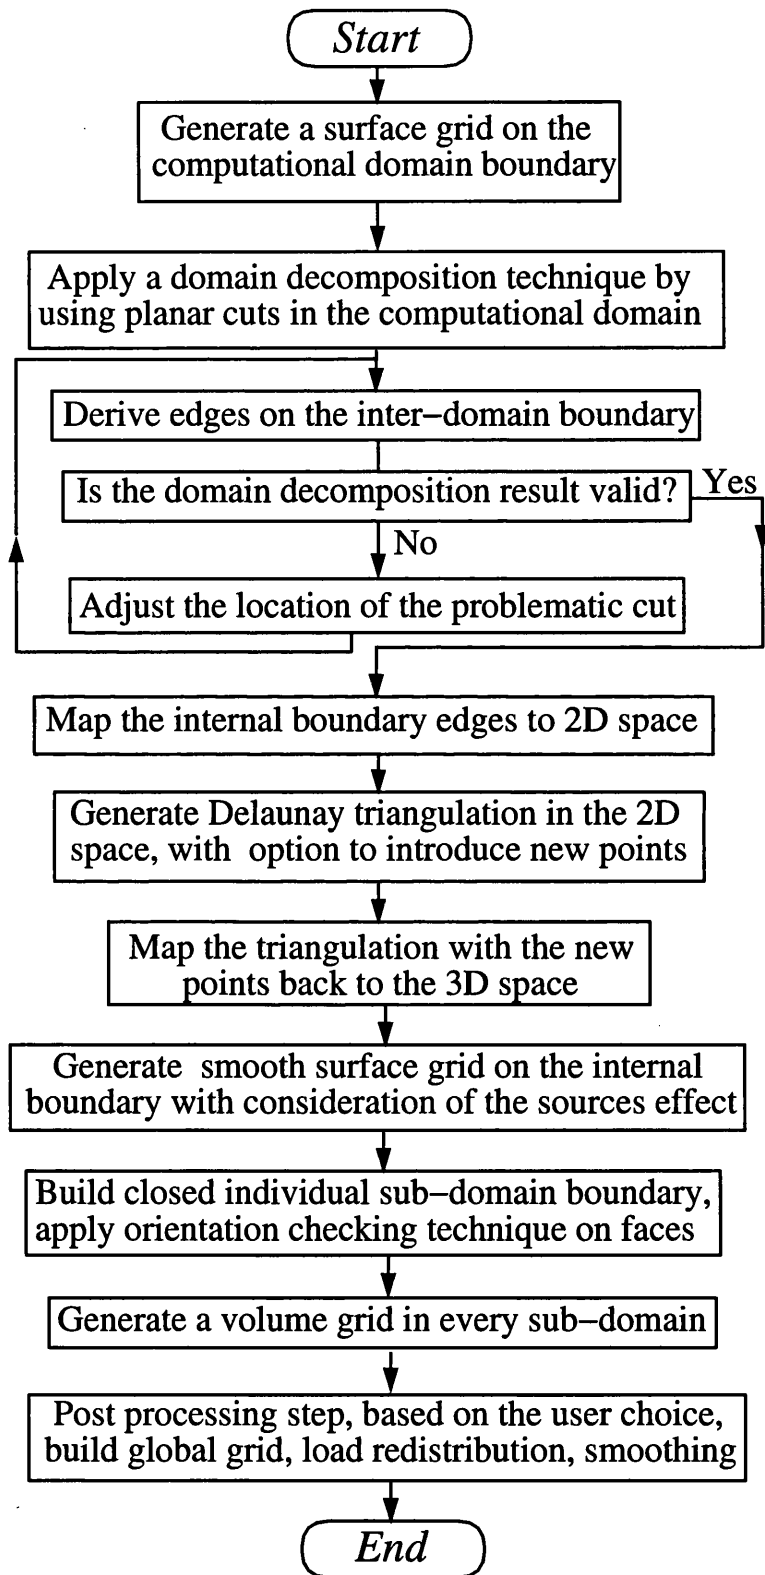 Start
Generate a surface grid on the
computational domain boundary
Apply a domain decomposition technique by
using planar cuts in the computational domain
Derive edges on the inter–domain boundary
Is the domain decomposition result valid?
Yes
No
Adjust the location of the problematic cut
Map the internal boundary edges to 2D space
Generate Delaunay triangulation in the 2D
space, with option to introduce new points
Map the triangulation with the new
points back to the 3D space
Generate smooth surface grid on the internal
boundary with consideration of the sources effect
Build closed individual sub–domain boundary,
apply orientation checking technique on faces
Generate a volume grid in every sub–domain
Post processing step, based on the user choice,
build global grid, load redistribution, smoothing
End